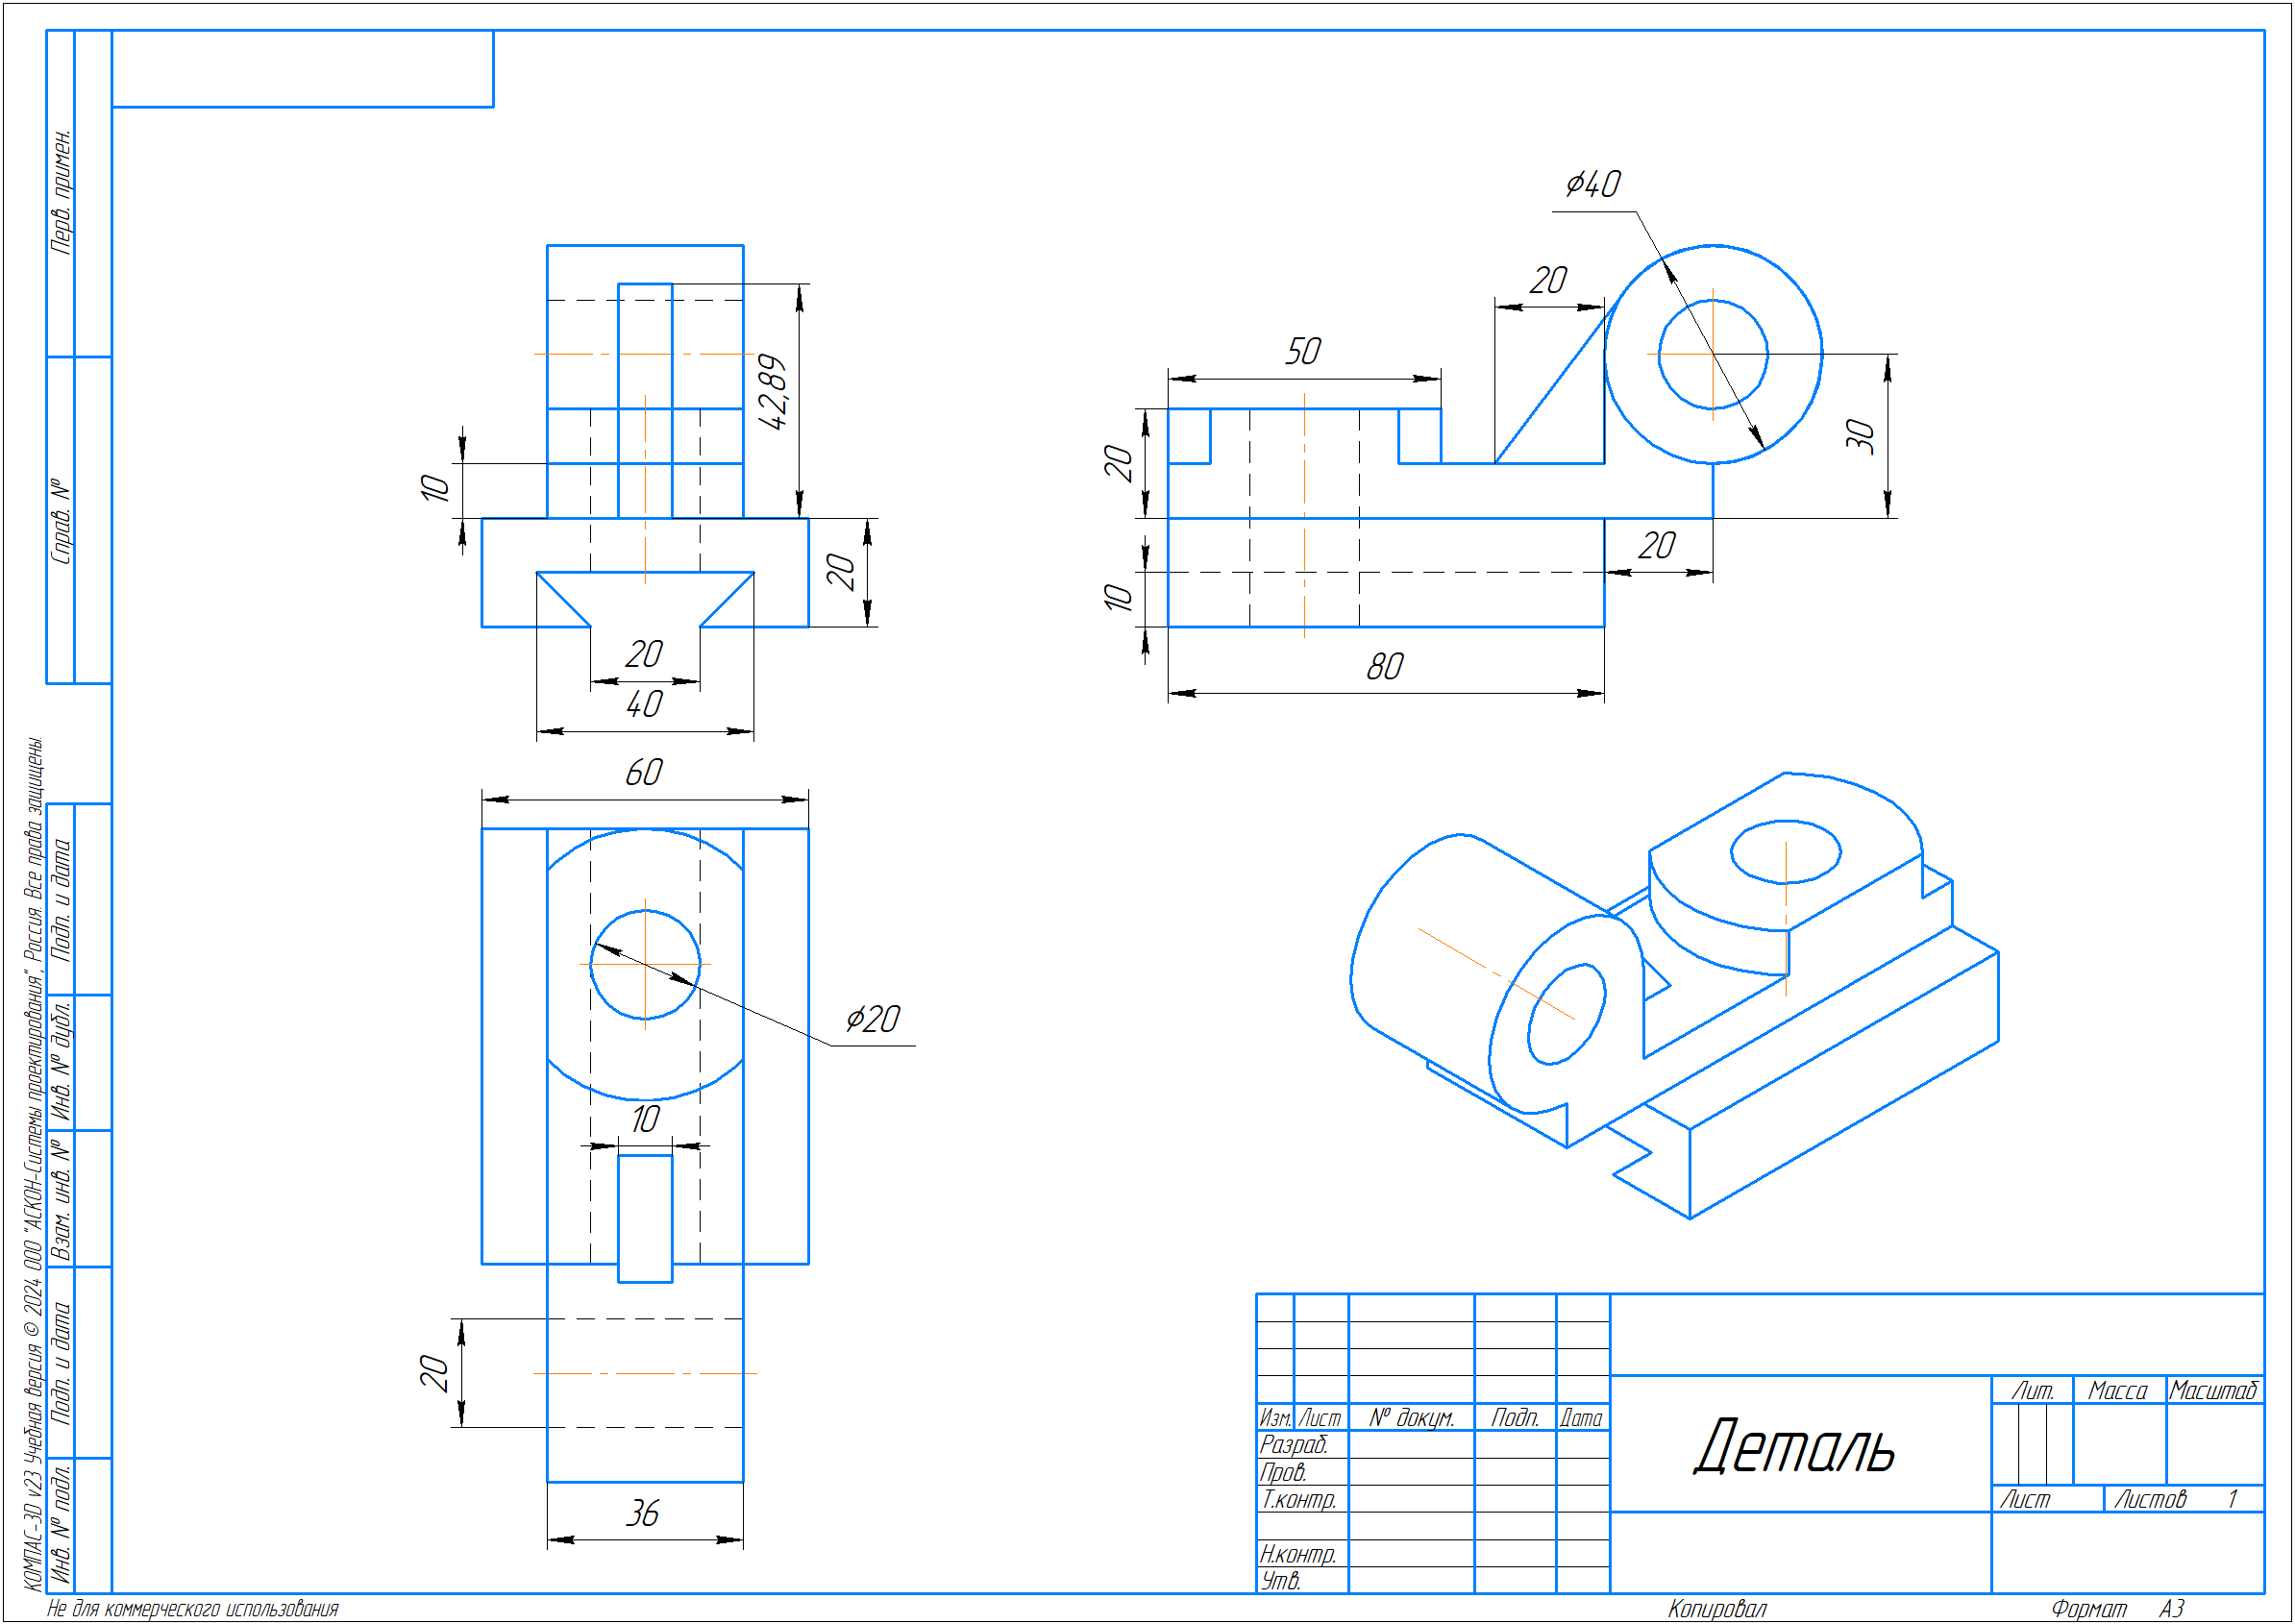 Перв. примен.
Справ. №
Подп. и дата
Инв. № дубл.
Взам. инв. №
Подп. и дата
Инв. № подл.
КОМПАС-3D v23 Учебная версия © 2024 ООО "АСКОН-Системы проектирования", Россия. Все права защищены.
42,89
10
20
20
40
ϕ40
20
50
20
30
20
10
80
60
ϕ20
10
20
36
Изм. Лист № докум. Подп. Дата
Разраб.
Пров.
Т.контр.
Н.контр.
Утв.
Деталь
Лит. Масса Масштаб
Лист Листов 1
Не для коммерческого использования
Копировал
Формат А3